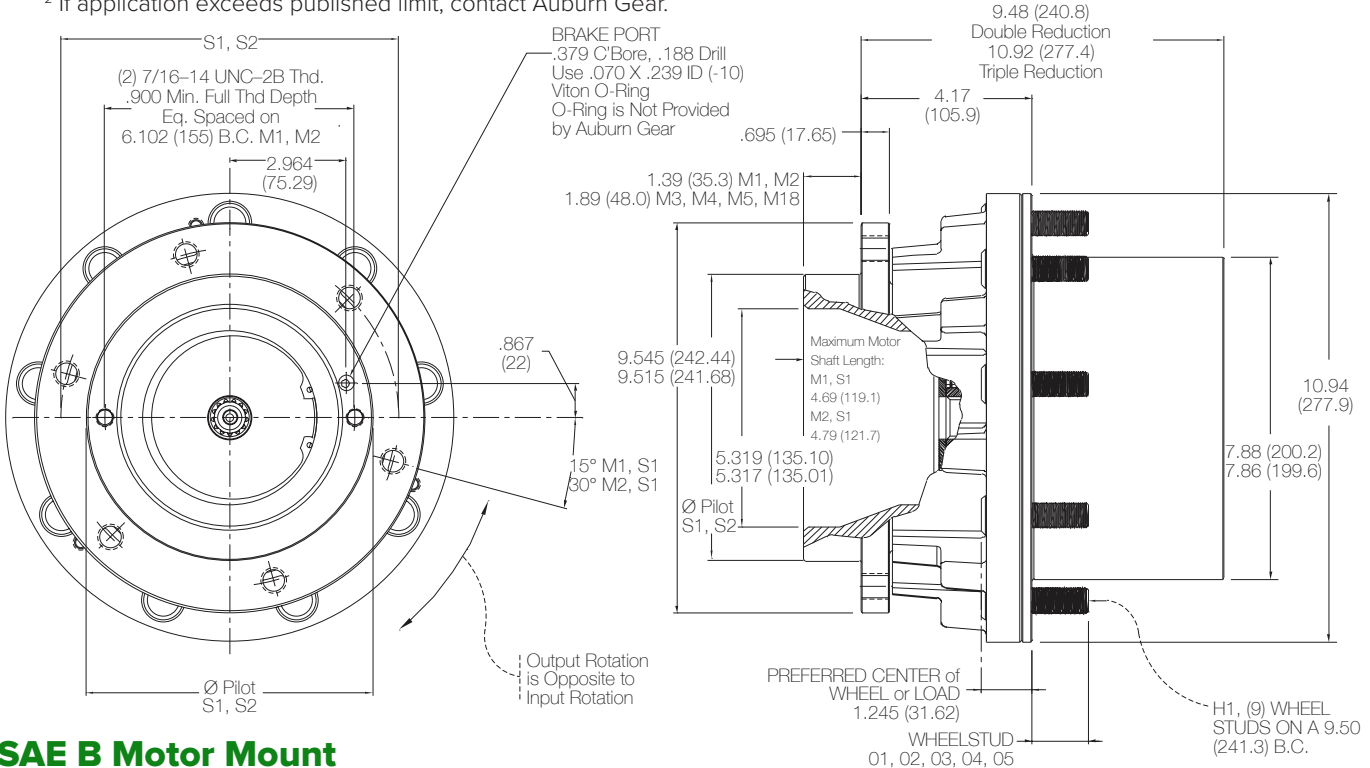 ² If application exceeds published limit, contact Auburn Gear.
S1, S2
(2) 7/16–14 UNC–2B Thd.
.900 Min. Full Thd Depth
Eq. Spaced on
6.102 (155) B.C. M1, M2
2.964
(75.29)
BRAKE PORT
.379 C'Bore, .188 Drill
Use .070 X .239 ID (-10)
Viton O-Ring
O-Ring is Not Provided
by Auburn Gear
.867
(22)
15° M1, S1
30° M2, S1
Output Rotation
is Opposite to
Input Rotation
Ø Pilot
S1, S2
9.48 (240.8)
Double Reduction
10.92 (277.4)
Triple Reduction
4.17
(105.9)
.695 (17.65)
1.39 (35.3) M1, M2
1.89 (48.0) M3, M4, M5, M18
9.545 (242.44)
9.515 (241.68)
Maximum Motor
Shaft Length:
M1, S1
4.69 (119.1)
M2, S1
4.79 (121.7)
5.319 (135.10)
5.317 (135.01)
Ø Pilot
S1, S2
10.94
(277.9)
7.88 (200.2)
7.86 (199.6)
PREFERRED CENTER of
WHEEL or LOAD
1.245 (31.62)
WHEELSTUD
01, 02, 03, 04, 05
H1, (9) WHEEL
STUDS ON A 9.50
(241.3) B.C.
SAE B Motor Mount